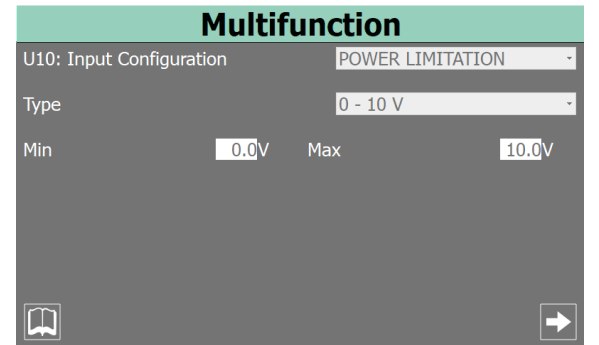 Multifunction
U10: Input Configuration POWER LIMITATION
Type 0 - 10 V
Min 0.0V Max 10.0V